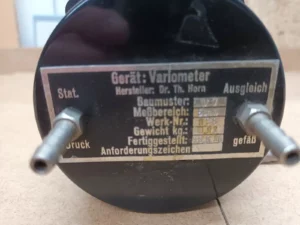 Gerät: Variometer
Stat. Hersteller: Dr. Th. Horn Ausgleich
Baumuster:
Meßbereich:
Werk-Nr.:
Gewicht kg.:
Druck Fertiggestellt: gefäß
Anforderungszeichen